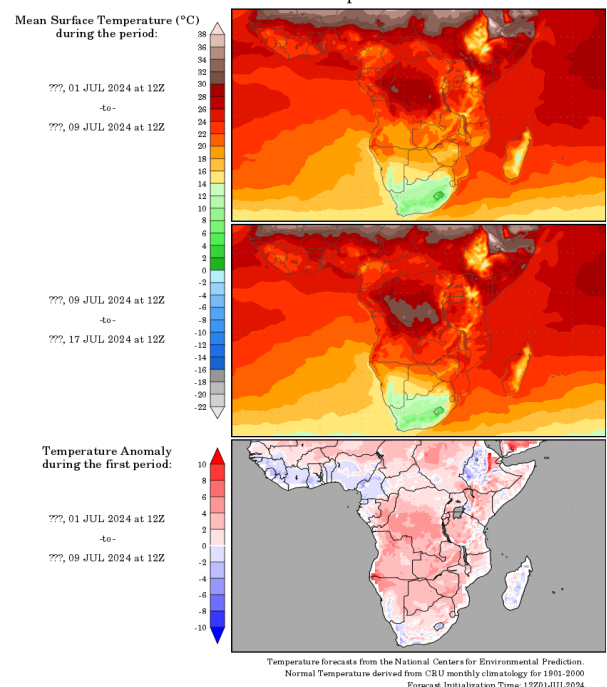 Mean Surface Temperature (°C)
during the period:
???, 01 JUL 2024 at 12Z
-to-
???, 09 JUL 2024 at 12Z
38
36
34
32
30
28
26
24
22
20
18
16
14
12
10
8
6
4
2
0
-2
-4
-6
-8
-10
-12
-14
-16
-18
-20
-22
???, 09 JUL 2024 at 12Z
-to-
???, 17 JUL 2024 at 12Z
Temperature Anomaly
during the first period:
???, 01 JUL 2024 at 12Z
-to-
???, 09 JUL 2024 at 12Z
10
8
6
4
2
0
-2
-4
-6
-8
-10
Temperature forecasts from the National Centers for Environmental Prediction.
Normal Temperature derived from CRU monthly climatology for 1901-2000
Forecast Initialization Time: 12Z01JUL2024